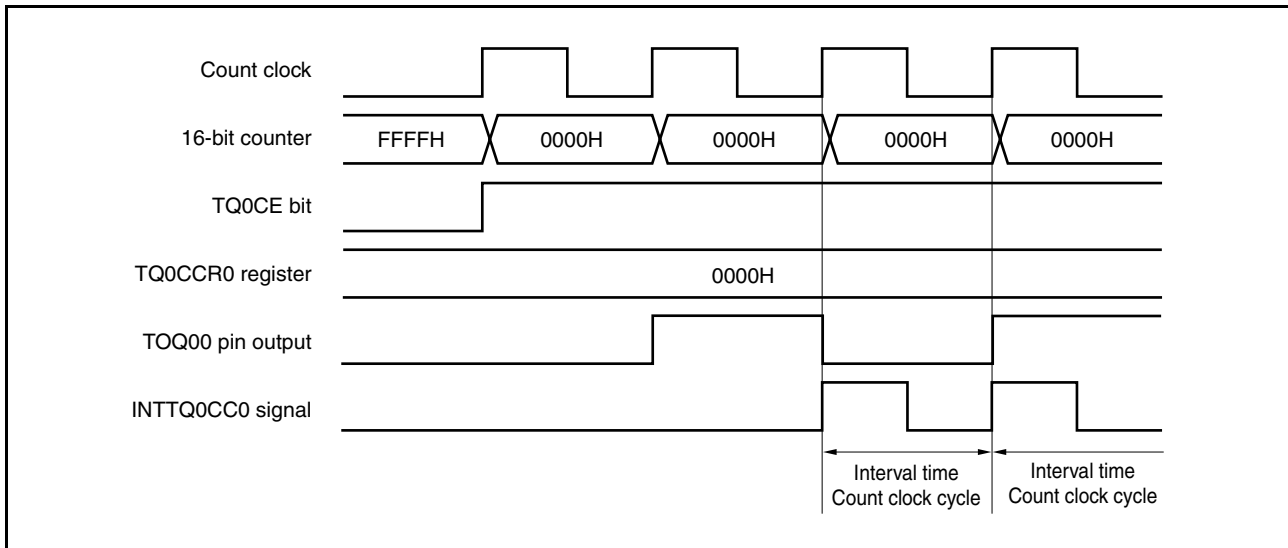 Count clock
16-bit counter
FFFFH 0000H 0000H 0000H 0000H
TQ0CE bit
TQ0CCR0 register
0000H
TOQ00 pin output
INTTQ0CC0 signal
Interval time
Count clock cycle
Interval time
Count clock cycle